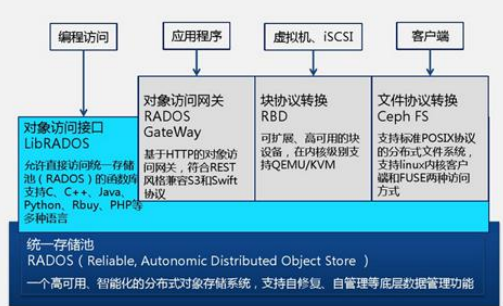 编程访问
应用程序
虚拟机、iSCSI
客户端
对象访问接口
LibRADOS
允许直接访问统一存储
池（RADOS）的函数库
支持C、C++、Java、
Python、Rbuy、PHP等
多种语言
对象访问网关
RADOS
GateWay
基于HTTP的对象访
问网关，符合REST
风格兼容S3和Swift
协议
块协议转换
RBD
可扩展、高可用的块
设备，在内核级别支
持QEMU/KVM
文件协议转换
Ceph FS
支持标准POSIX协议
的分布式文件系统，
支持linux内核客户
端和FUSE两种访问
方式
统一存储池
RADOS（Reliable, Autonomic Distributed Object Store ）
一个高可用、智能化的分布式对象存储系统，支持自修复、自管理等底层数据管理功能